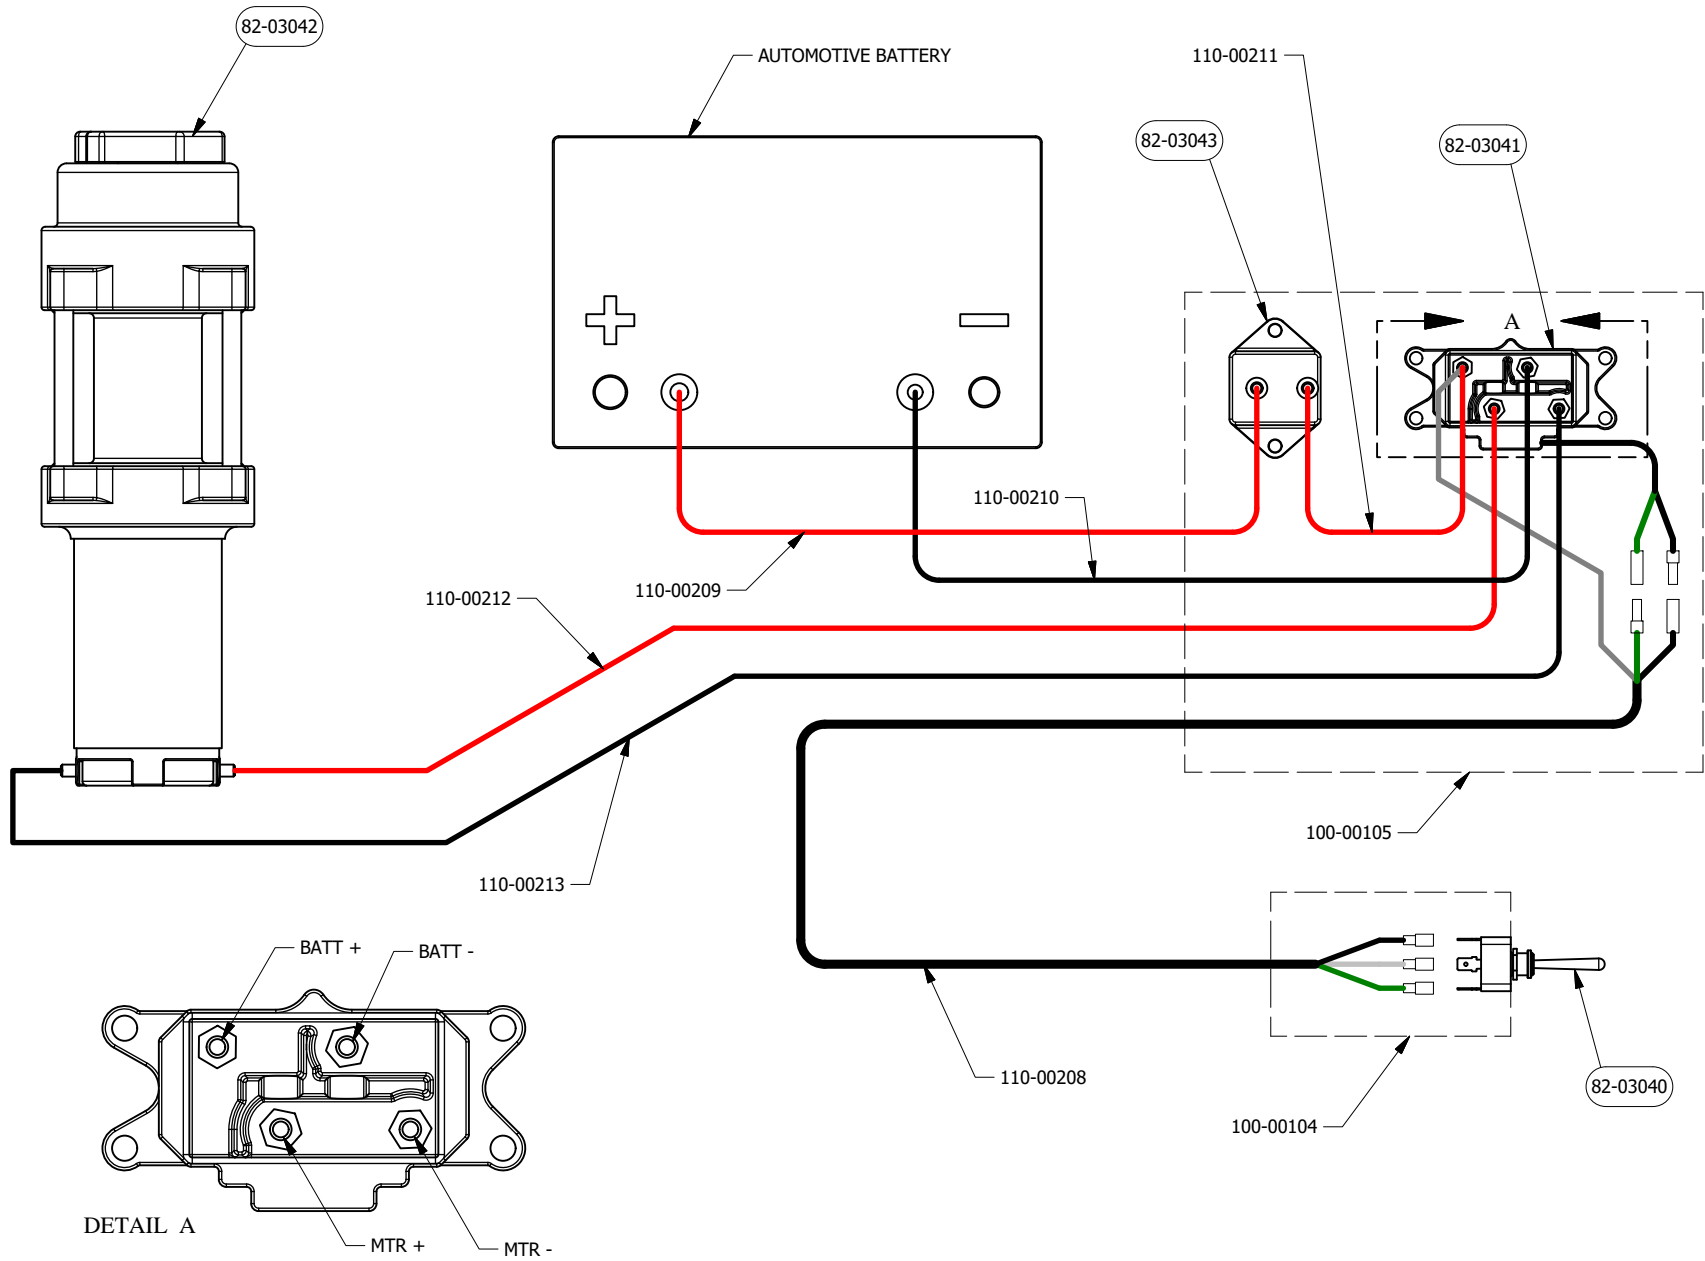 82-03042
AUTOMOTIVE BATTERY
110-00211
82-03043
82-03041
A
110-00210
110-00209
110-00212
100-00105
110-00213
BATT +
BATT -
110-00208
82-03040
100-00104
DETAIL A
MTR +
MTR -